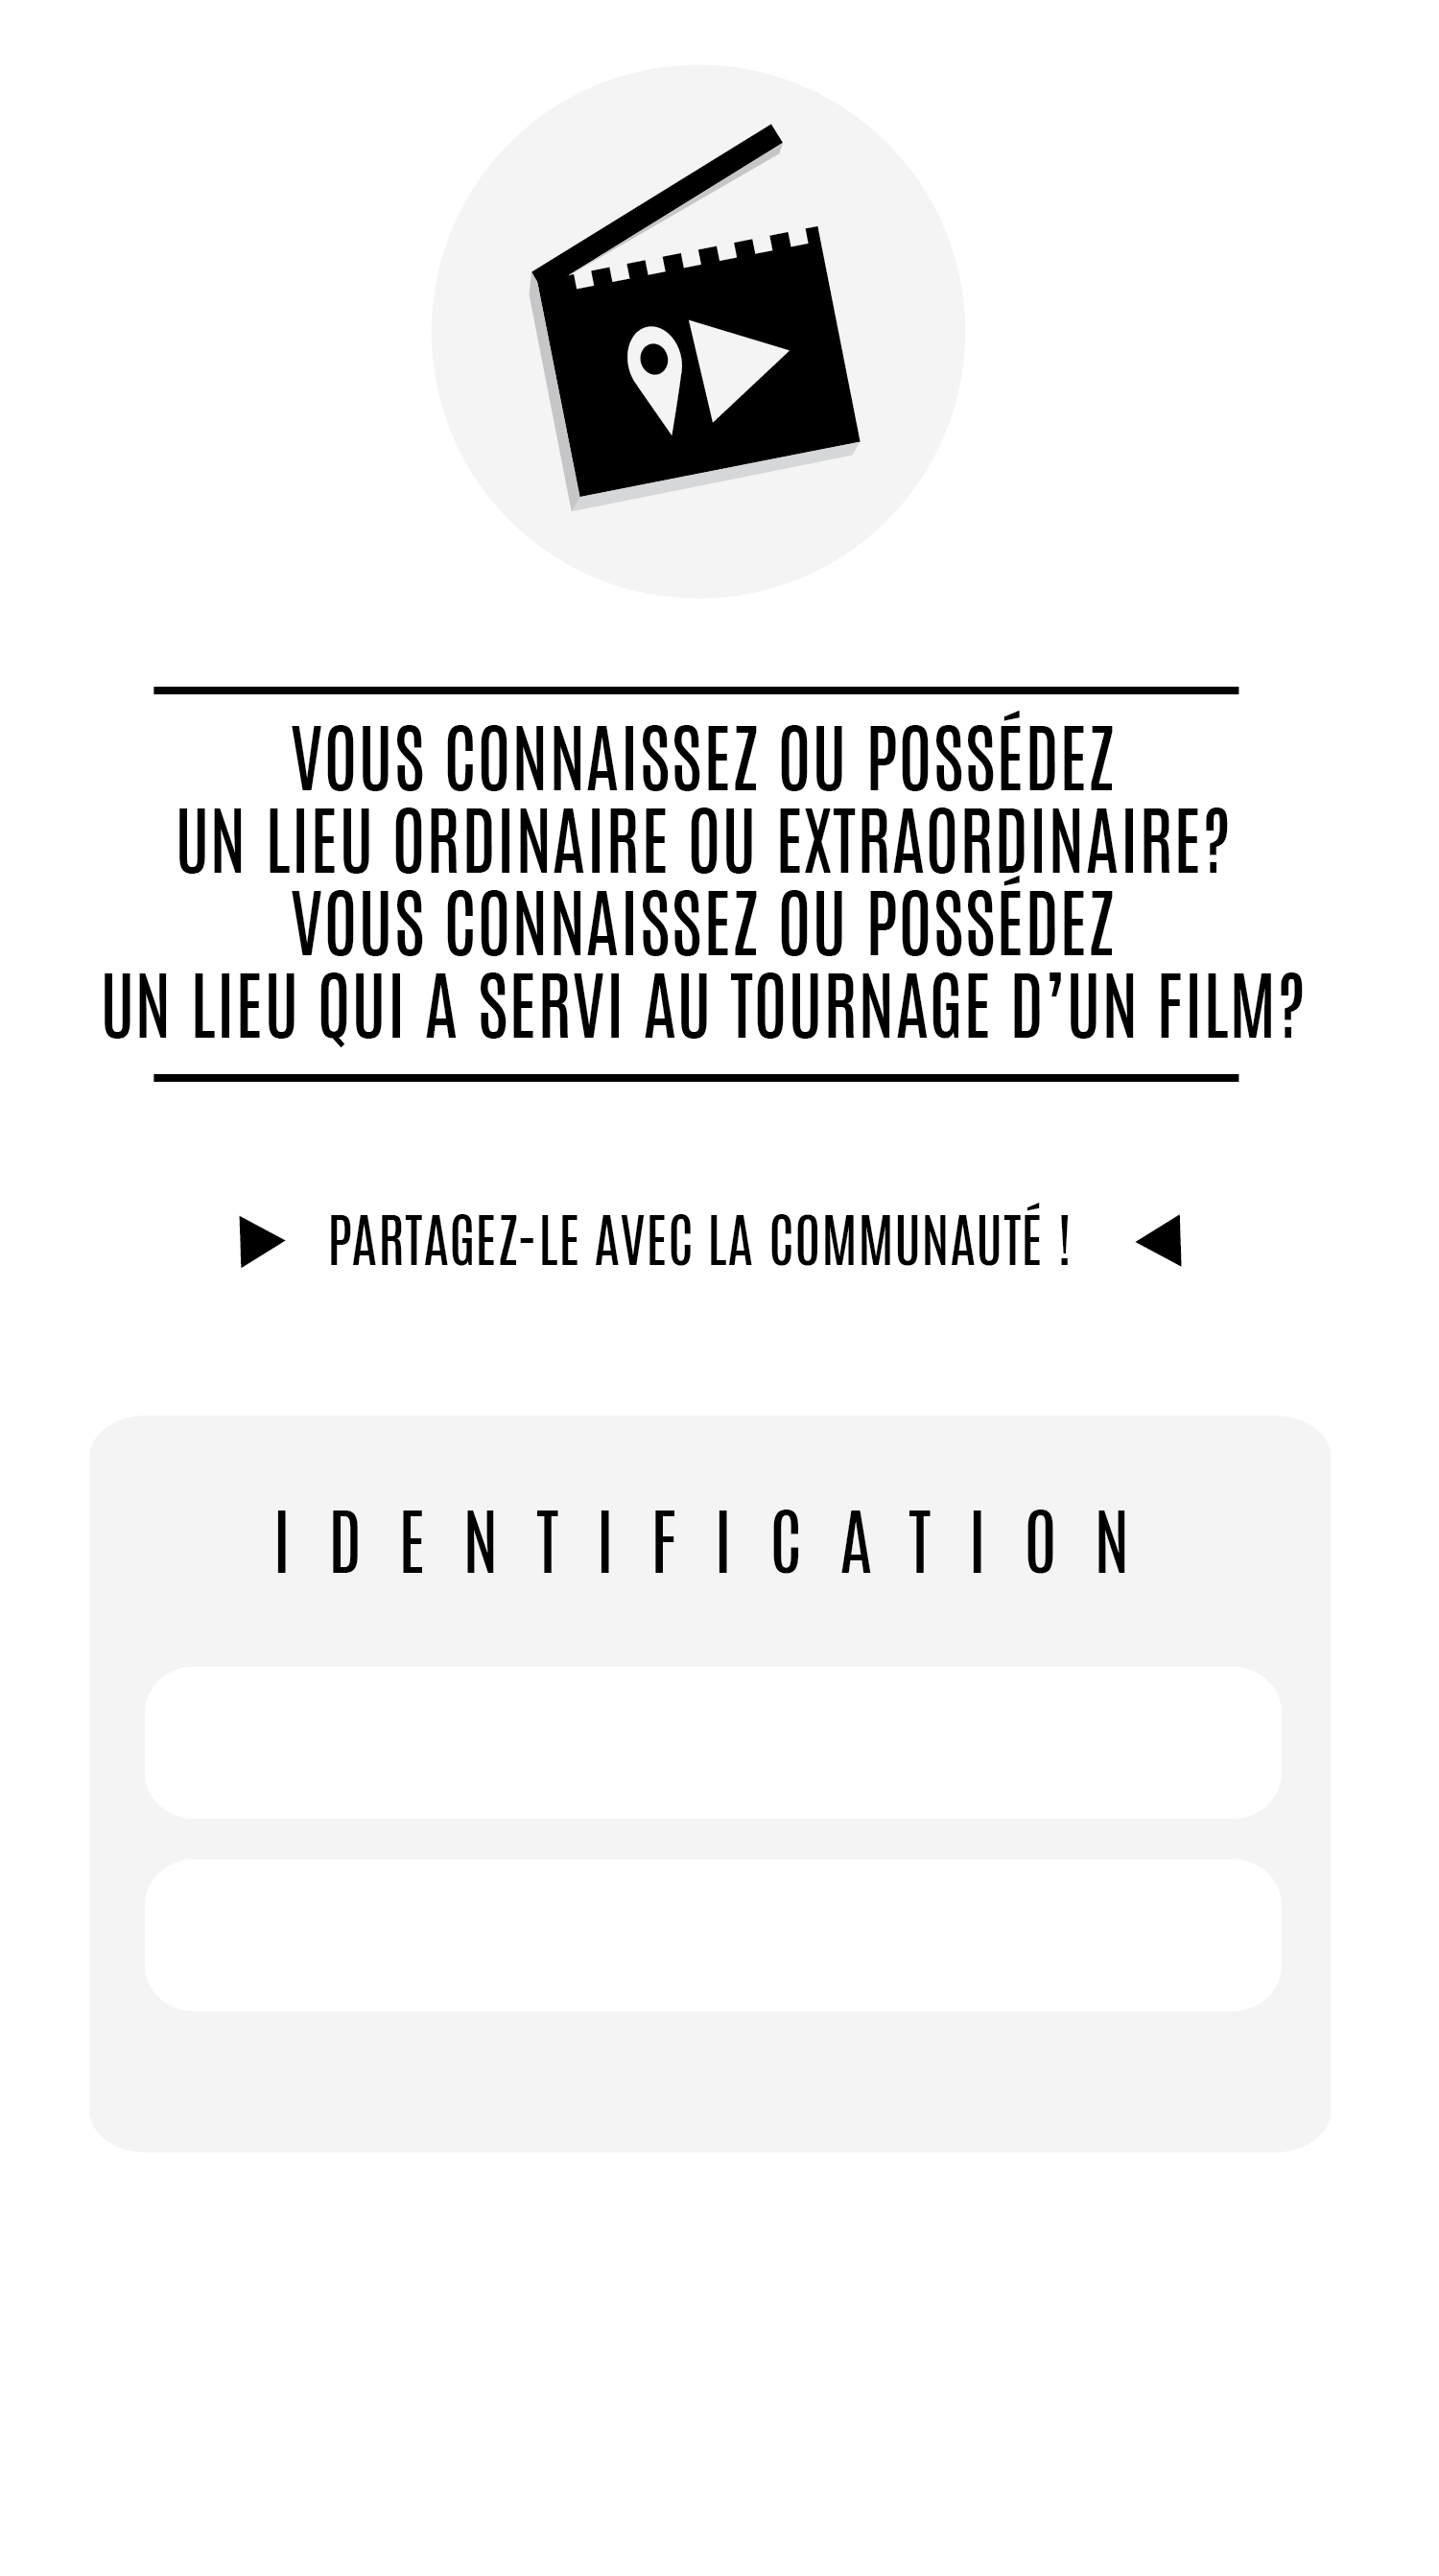 VOUS CONNAISSEZ OU POSSÉDEZ
UN LIEU ORDINAIRE OU EXTRAORDINAIRE?
VOUS CONNAISSEZ OU POSSÉDEZ
UN LIEU QUI A SERVI AU TOURNAGE D’UN FILM?
PARTAGEZ-LE AVEC LA COMMUNAUTÉ !
IDENTIFICATION